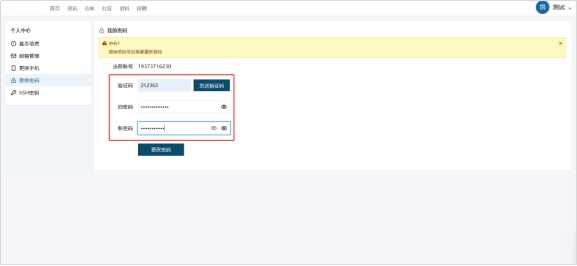 首页 资讯 仓库 社区 资料 招聘
测试
个人中心
基本信息
邮箱管理
更换手机
更换密码
SSH密钥
我的密码
小心!
更新密码后需要重新登陆
当前账号 19373716230
验证码 212363 发送验证码
旧密码
新密码
更改密码